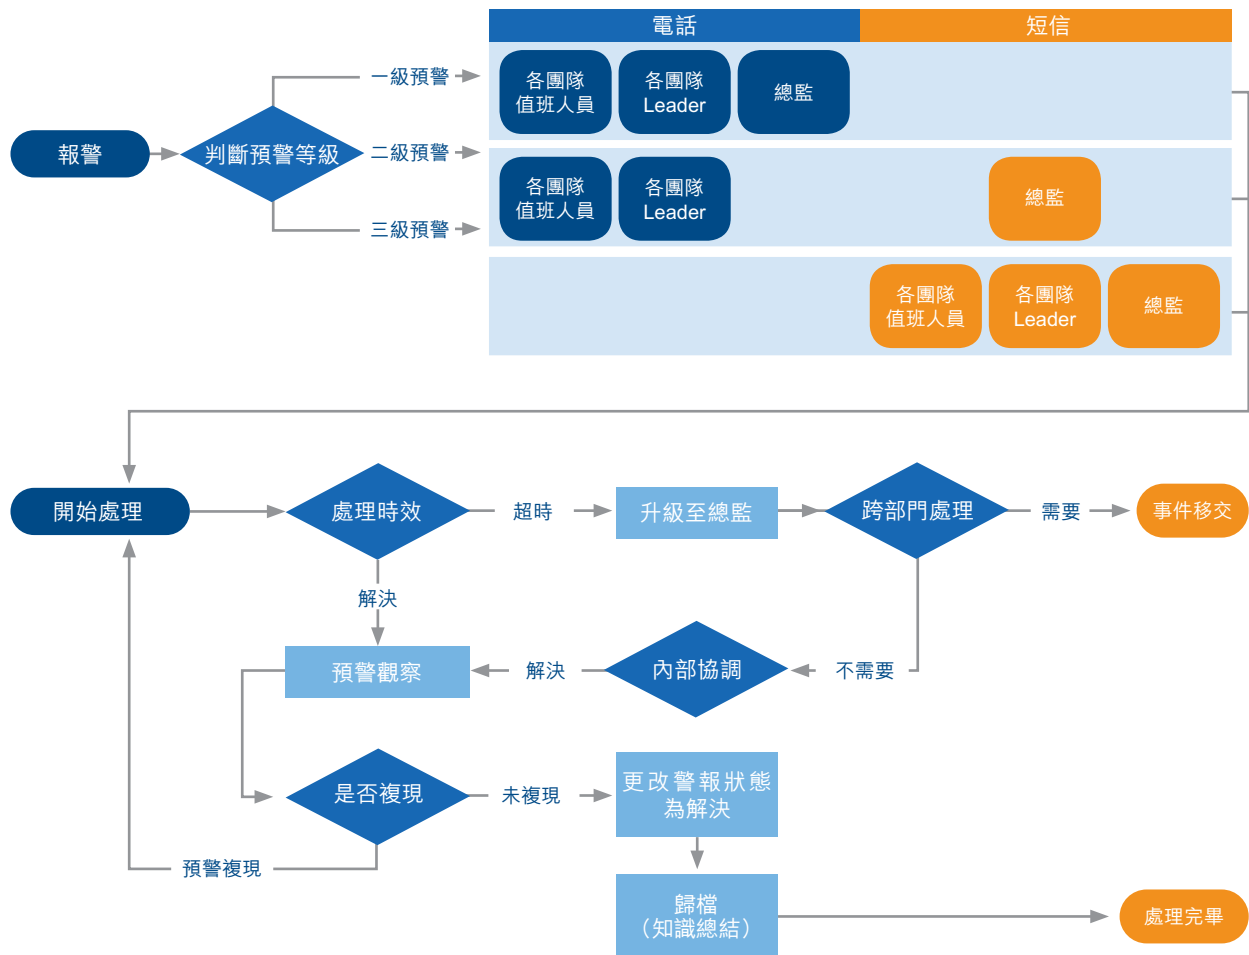 電話
短信
一級預警
各團隊
值班人員
各團隊
Leader
總監
報警
判斷預警等級
二級預警
各團隊
值班人員
各團隊
Leader
總監
三級預警
各團隊
值班人員
各團隊
Leader
總監
開始處理
處理時效
超時
升級至總監
跨部門處理
需要
事件移交
解決
預警觀察
解決
內部協調
不需要
是否複現
未複現
更改警報狀態
為解決
預警複現
歸檔
（知識總結）
處理完畢